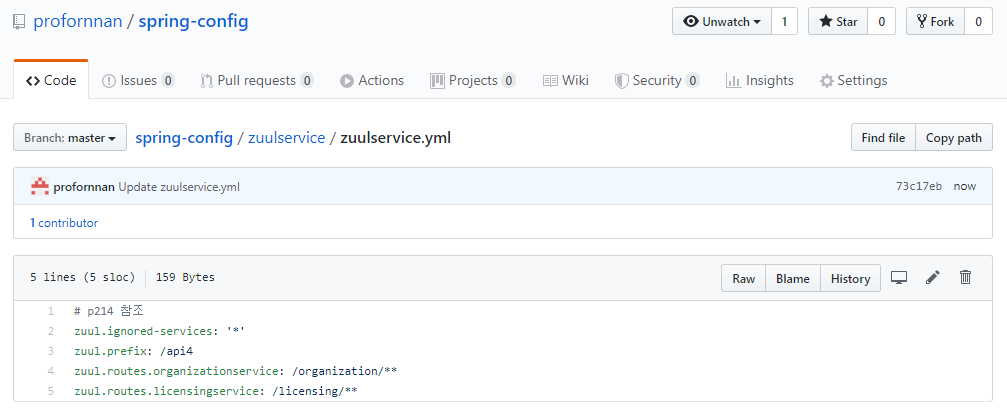 profornnan / spring-config
Unwatch 1 Star 0 Fork 0
Code Issues 0 Pull requests 0 Actions Projects 0 Wiki Security 0 Insights Settings
Branch: master spring-config / zuulservice / zuulservice.yml Find file Copy path
profornnan Update zuulservice.yml 73c17eb now
1 contributor
5 lines (5 sloc) 159 Bytes Raw Blame History
1 # p214 참조
2 zuul.ignored-services: '*'
3 zuul.prefix: /api4
4 zuul.routes.organizationservice: /organization/**
5 zuul.routes.licensingservice: /licensing/**